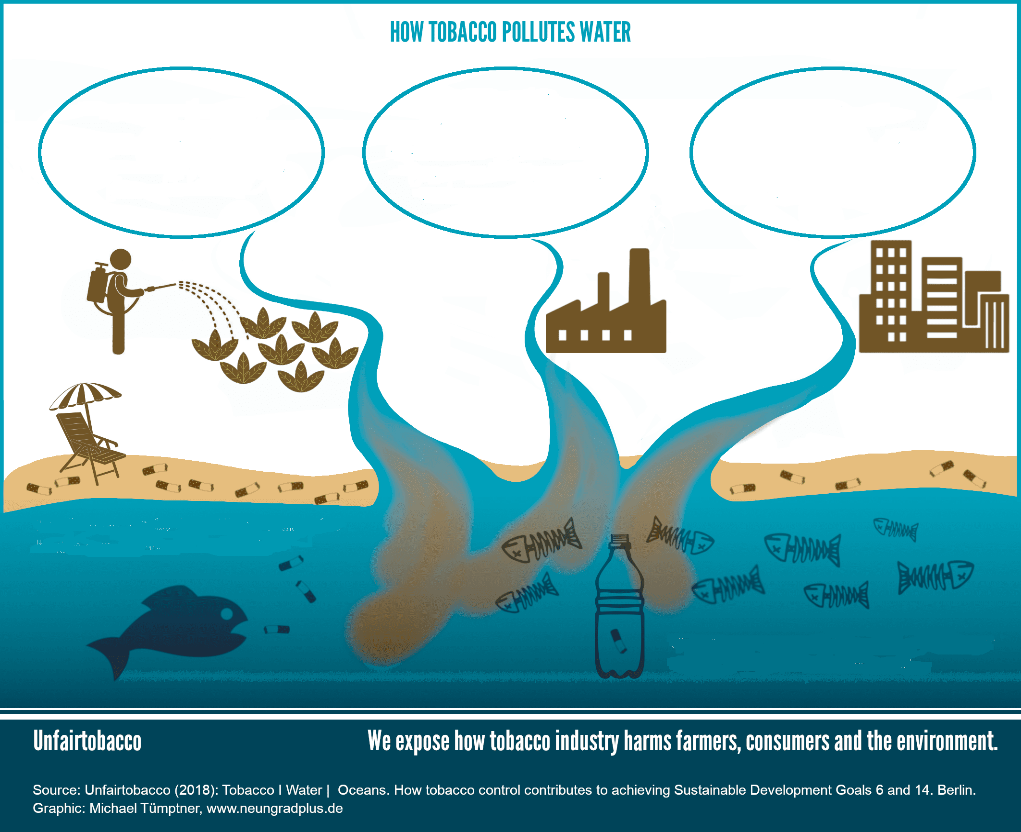 HOW TOBACCO POLLUTES WATER
Unfairtobacco
We expose how tobacco industry harms farmers, consumers and the environment.
Source: Unfairtobacco (2018): Tobacco I Water | Oceans. How tobacco control contributes to achieving Sustainable Development Goals 6 and 14. Berlin.
Graphic: Michael Tümptner, www.neungradplus.de